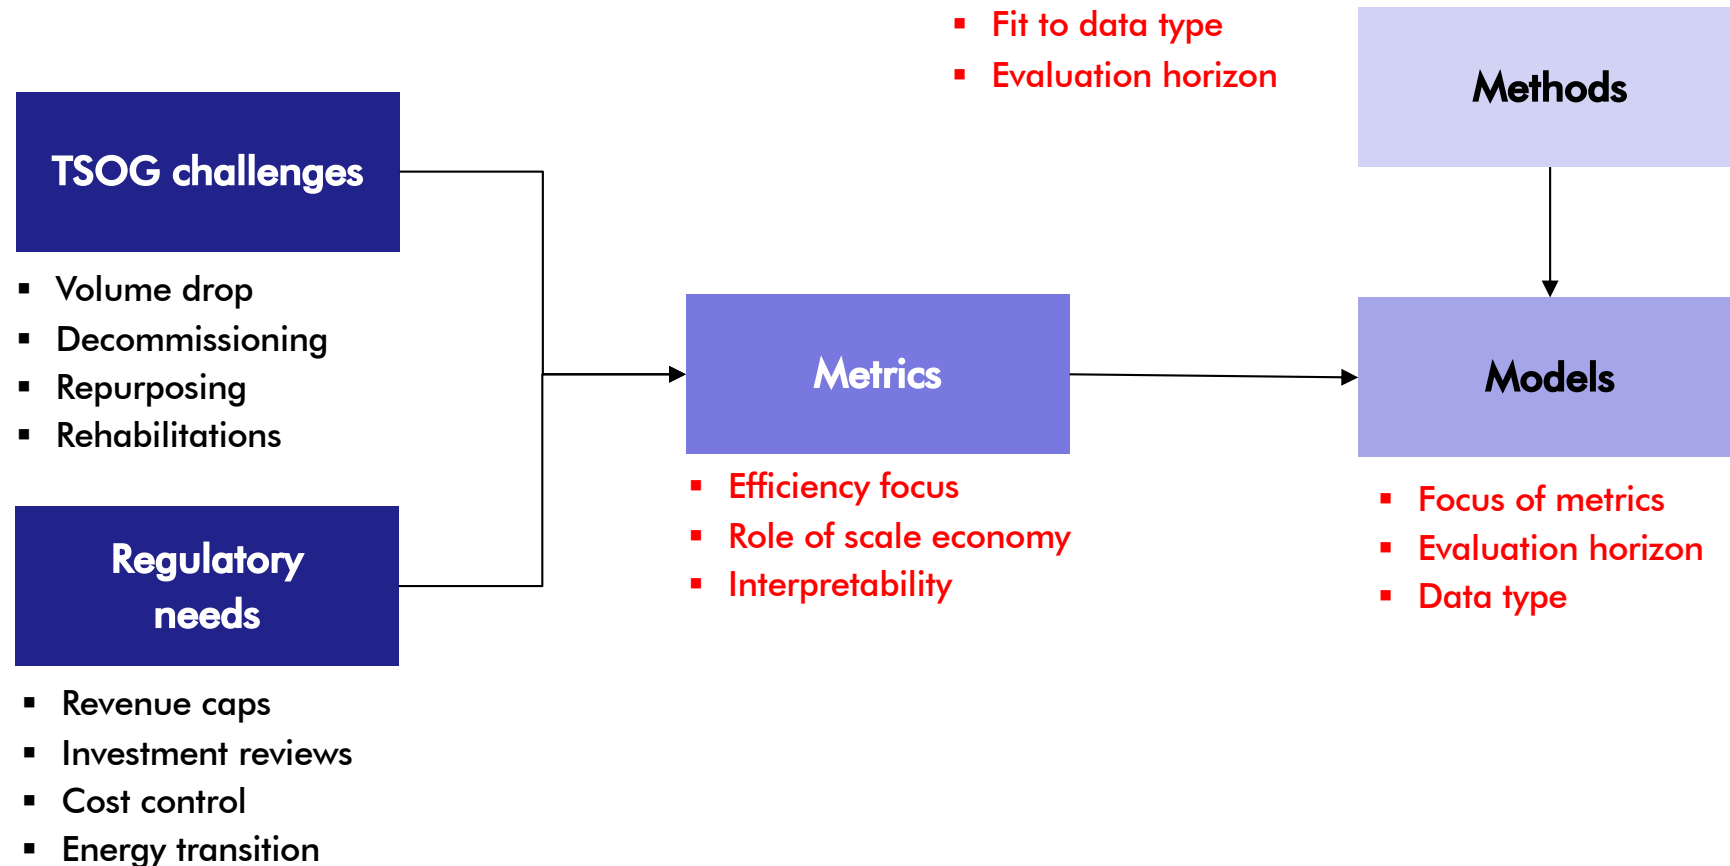 TSOG challenges
▪ Volume drop
▪ Decommissioning
▪ Repurposing
▪ Rehabilitations
Regulatory
needs
▪ Revenue caps
▪ Investment reviews
▪ Cost control
▪ Energy transition
Metrics
▪ Efficiency focus
▪ Role of scale economy
▪ Interpretability
▪ Fit to data type
▪ Evaluation horizon
Methods
Models
▪ Focus of metrics
▪ Evaluation horizon
▪ Data type